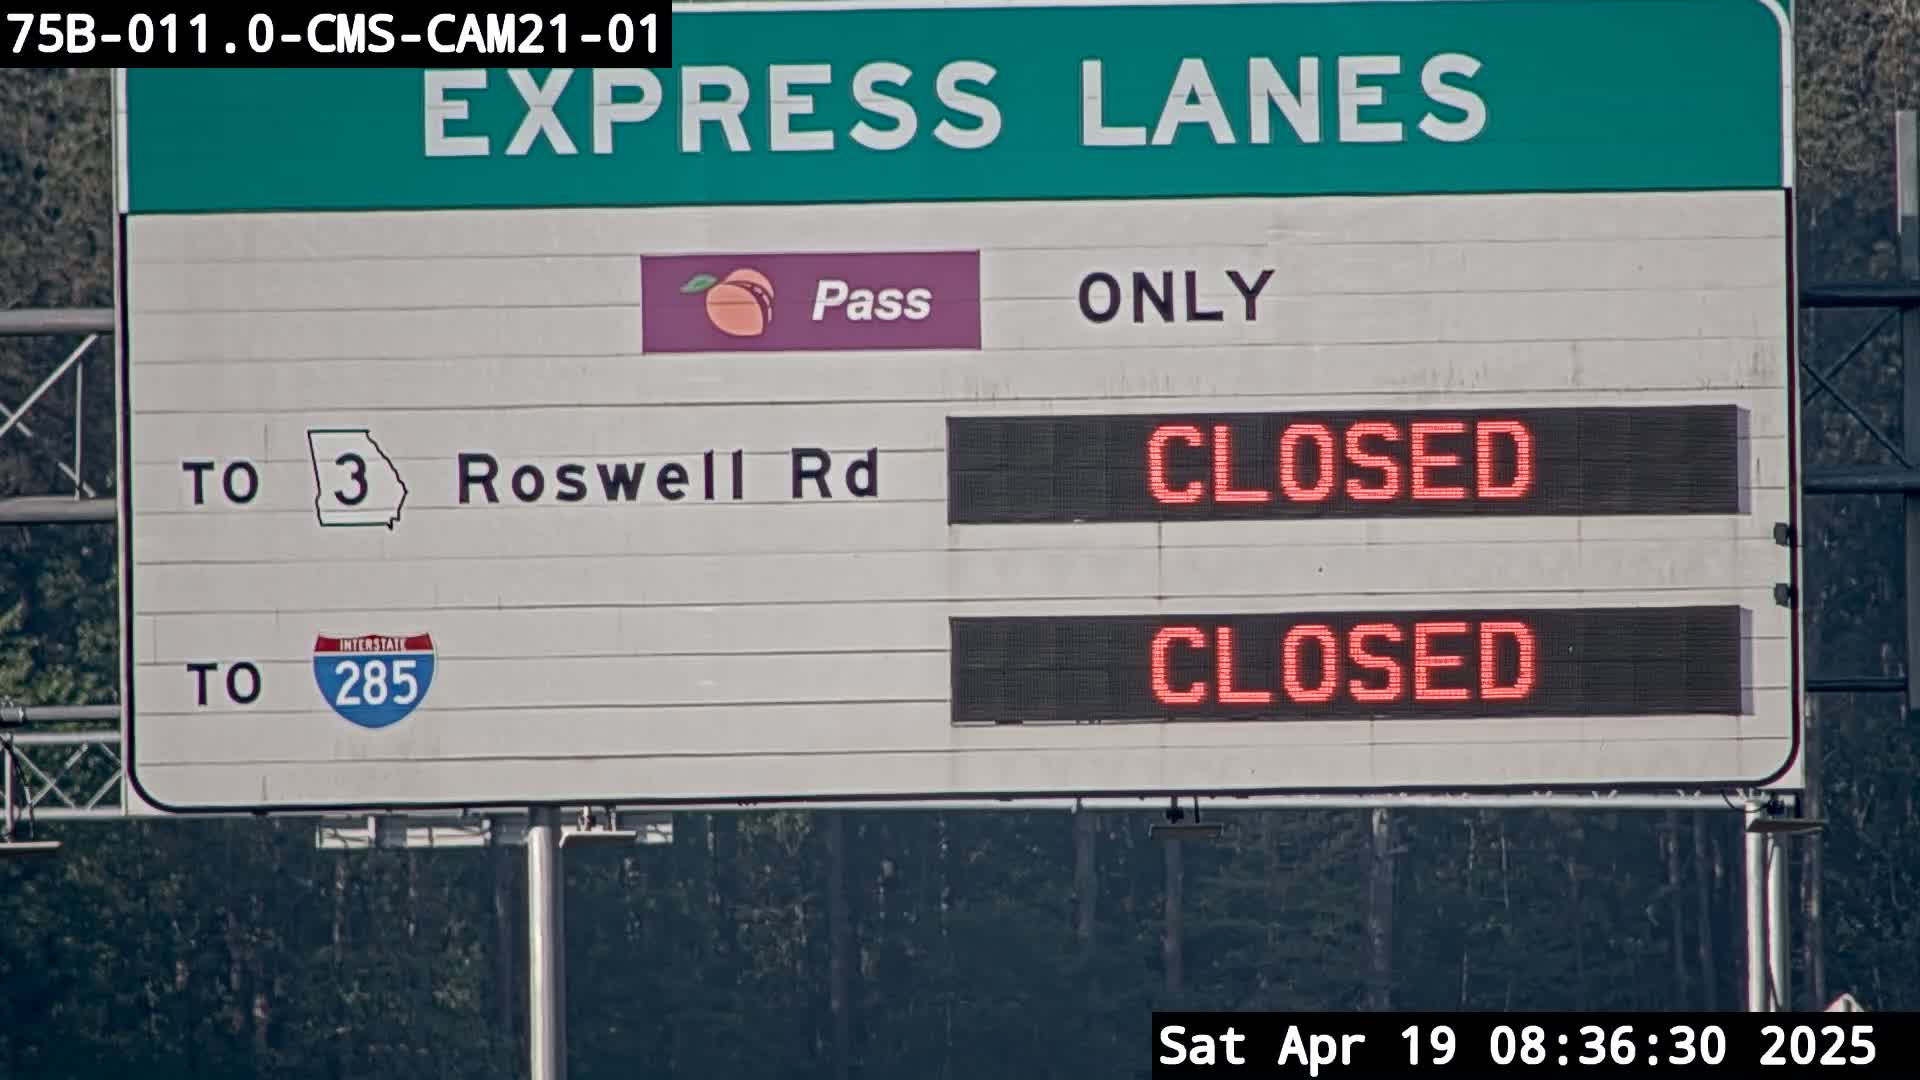 75B-011.0-CMS-CAM21-01
EXPRESS LANES
Pass ONLY
TO 3 Roswell Rd CLOSED
TO INTERSTATE 285 CLOSED
Sat Apr 19 08:36:30 2025